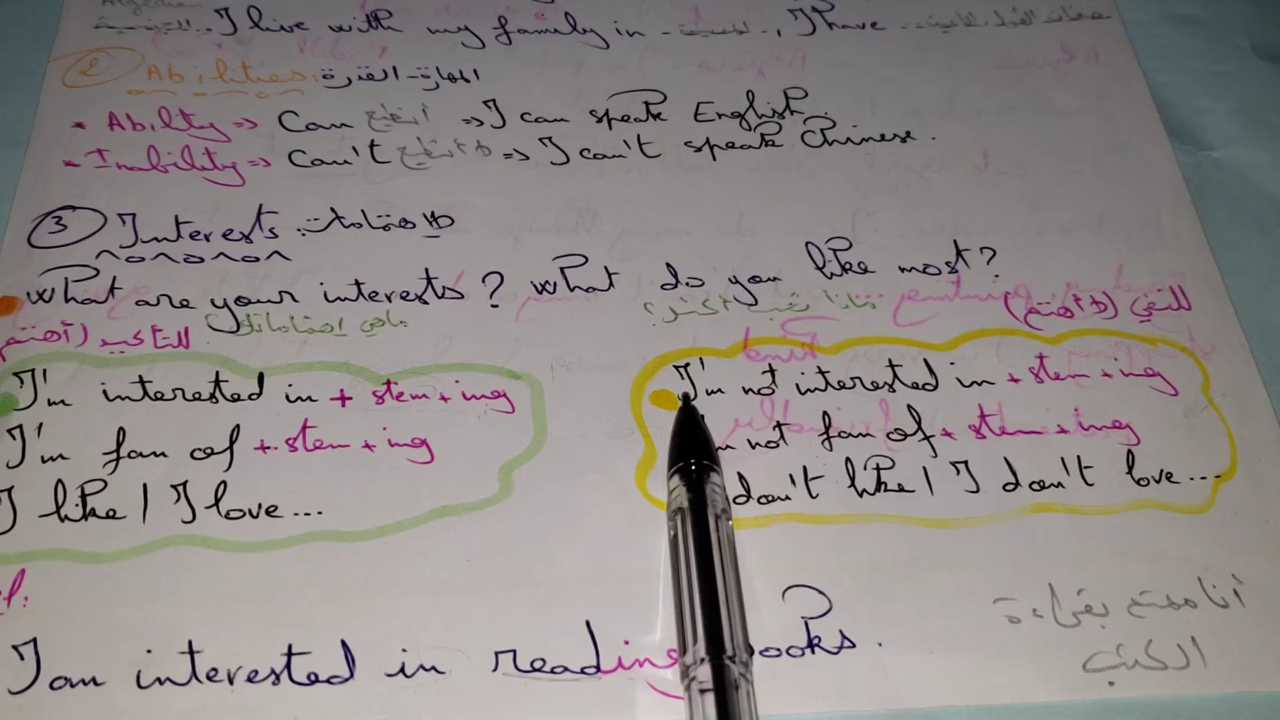 I live with my family in ..., I have ...
② Abilities: المهارة - القدرة
* Ability => Can أستطيع => I can speak English.
* Inability => Can't لا أستطيع => I can't speak Chinese.
③ Interests: الاهتمامات
What are your interests? What do you like most?
ماهي اهتماماتك؟ ماذا تحب أكثر؟
للتأكيد (أهتم
للنفي (لا أهتم)
I'm interested in + stem + ing
I'm fan of + stem + ing
I like / I love...
I'm not interested in + stem + ing
not fan of + stem + ing
don't like / I don't love...
I am interested in reading books.
أنا مهتم بقراءة
الكتب